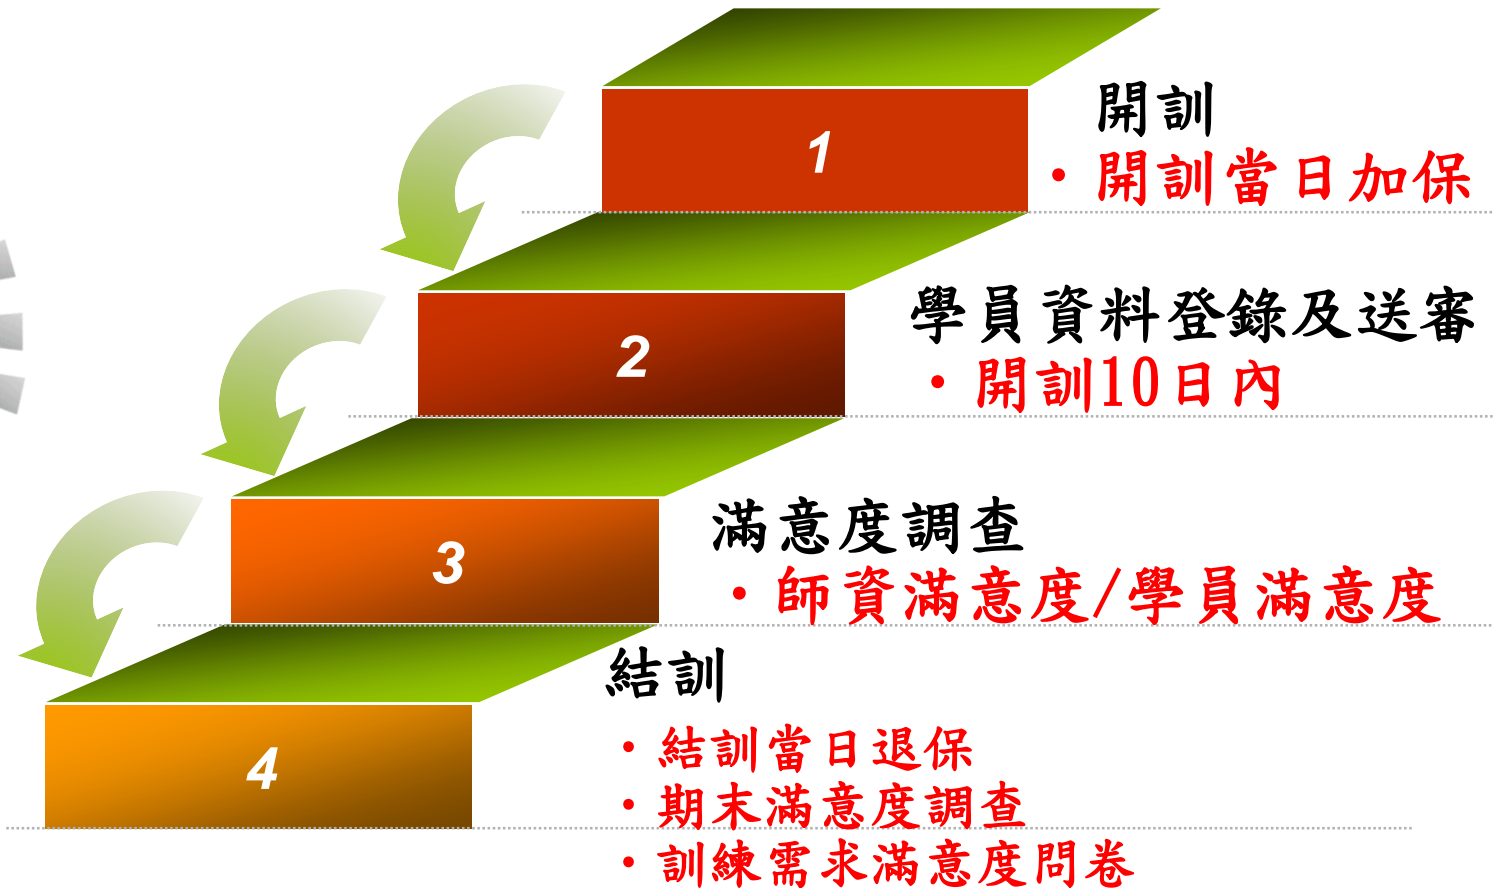 1
開訓
• 開訓當日加保
2
學員資料登錄及送審
• 開訓10日內
3
滿意度調查
• 師資滿意度/學員滿意度
4
結訓
• 結訓當日退保
• 期末滿意度調查
• 訓練需求滿意度問卷